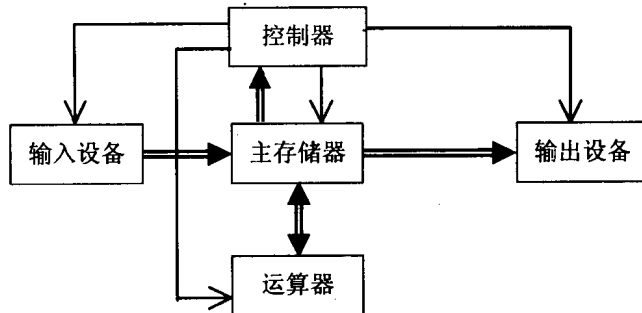 控制器
输入设备
主存储器
输出设备
运算器